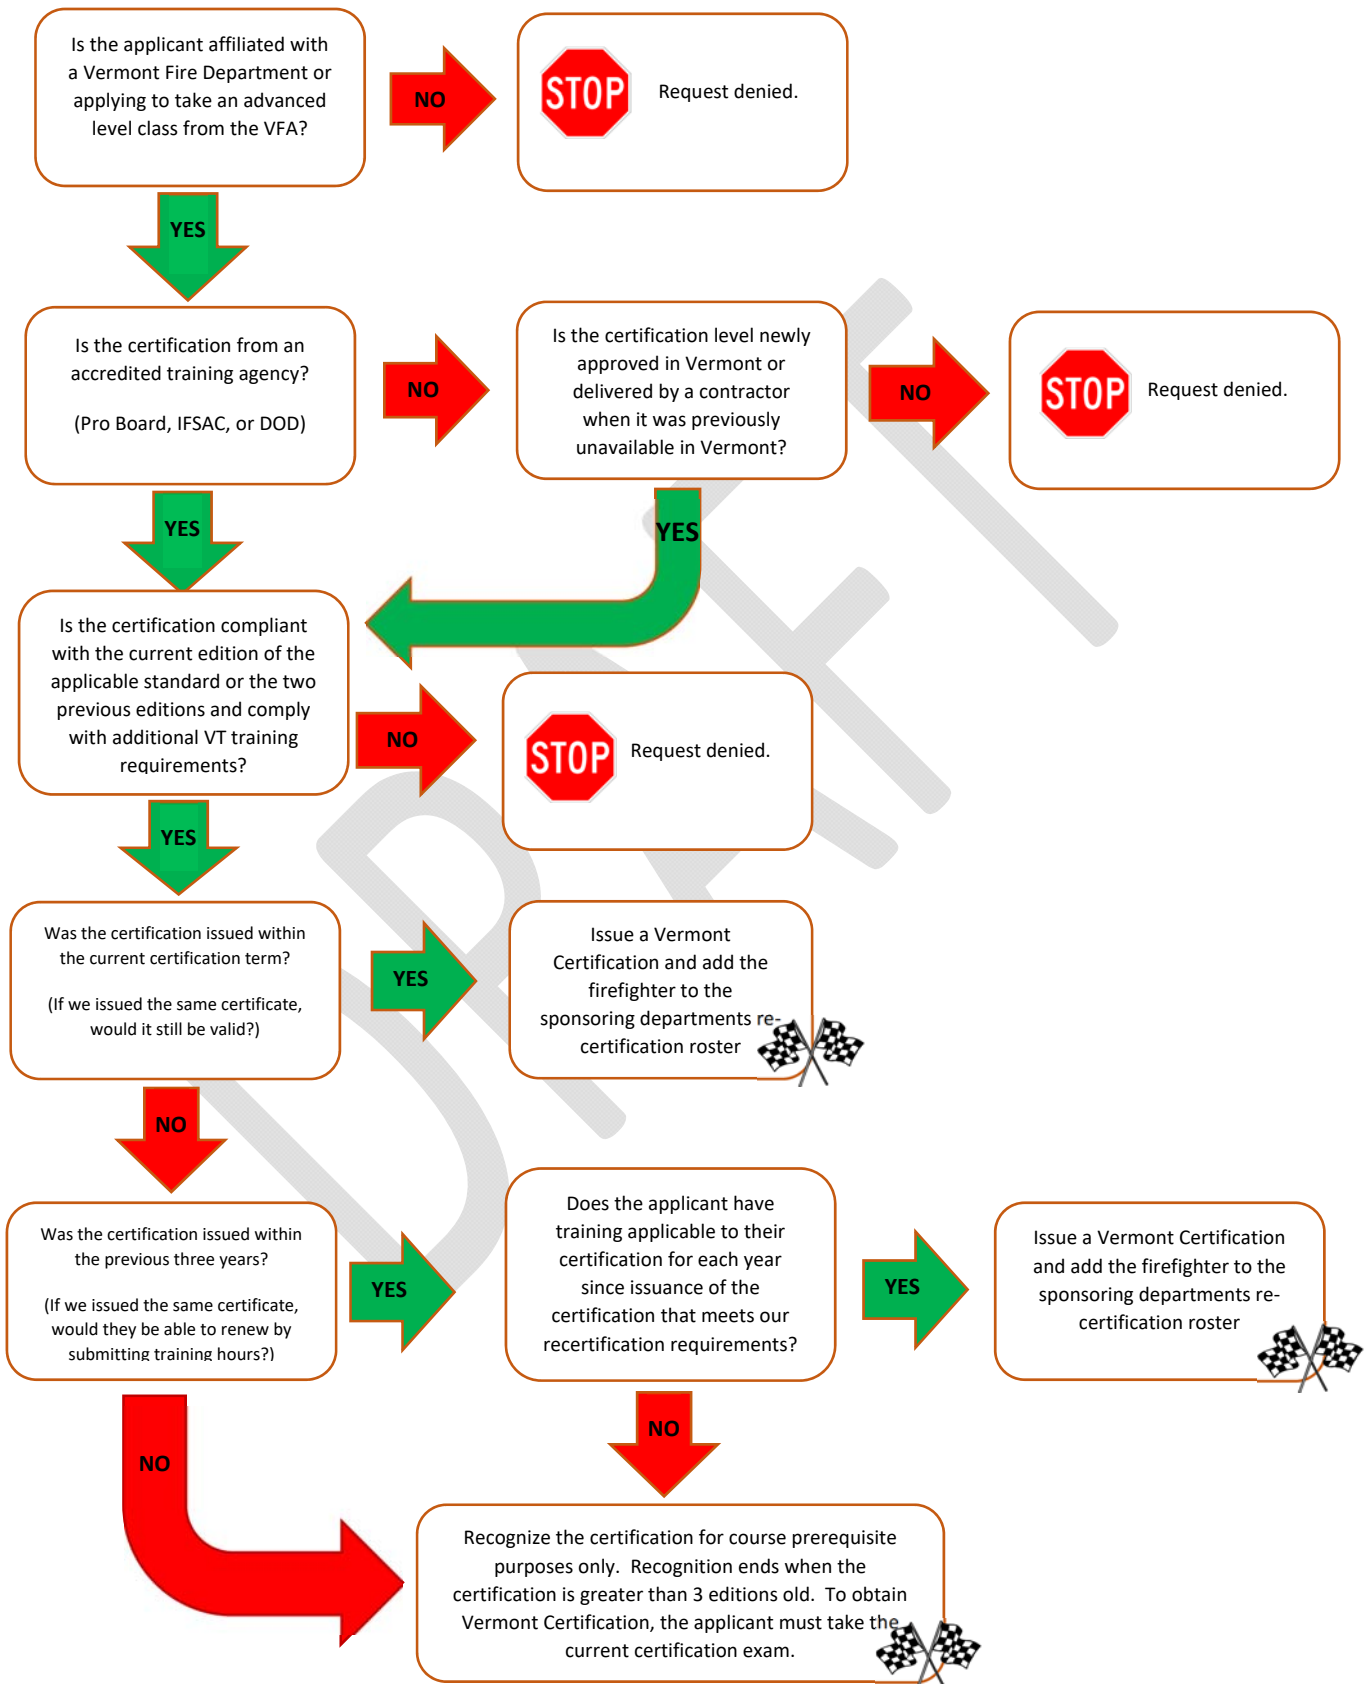 Is the applicant affiliated with
a Vermont Fire Department or
applying to take an advanced
level class from the VFA?
NO
STOP
Request denied.
YES
Is the certification from an
accredited training agency?
(Pro Board, IFSAC, or DOD)
NO
Is the certification level newly
approved in Vermont or
delivered by a contractor
when it was previously
unavailable in Vermont?
NO
STOP
Request denied.
YES
YES
Is the certification compliant
with the current edition of the
applicable standard or the two
previous editions and comply
with additional VT training
requirements?
NO
STOP
Request denied.
YES
Was the certification issued within
the current certification term?
(If we issued the same certificate,
would it still be valid?)
YES
Issue a Vermont
Certification and add the
firefighter to the
sponsoring departments re-
certification roster
NO
Was the certification issued within
the previous three years?
(If we issued the same certificate,
would they be able to renew by
submitting training hours?)
YES
Does the applicant have
training applicable to their
certification for each year
since issuance of the
certification that meets our
recertification requirements?
YES
Issue a Vermont Certification
and add the firefighter to the
sponsoring departments re-
certification roster
NO
NO
Recognize the certification for course prerequisite
purposes only.  Recognition ends when the
certification is greater than 3 editions old.  To obtain
Vermont Certification, the applicant must take the
current certification exam.
DRAFT